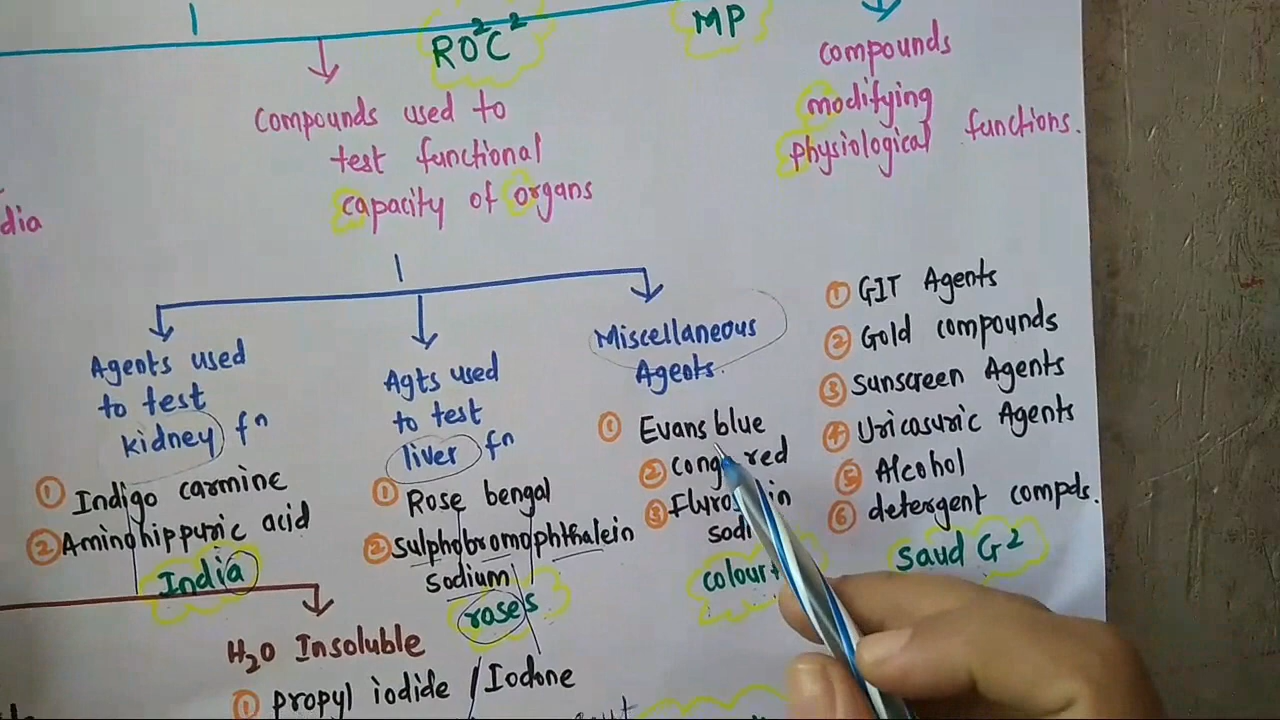 RO²C²
MP
Compounds used to
test functional
capacity of organs
compounds
modifying
physiological functions.
dia
Agents used
to test
kidney fn
① Indigo carmine
② Aminohippuric acid
India
Agts used
to test
liver fn
① Rose bengal
② sulphobromophthalein
sodium
roses
Miscellaneous
Agents.
① Evans blue
② red
③
colour
① GIT Agents
② Gold compounds
③ Sunscreen Agents
④ Uricosuric Agents
⑤ Alcohol
⑥ detergent compds.
Saud G²
H₂O Insoluble
① propyl iodide / Iodone